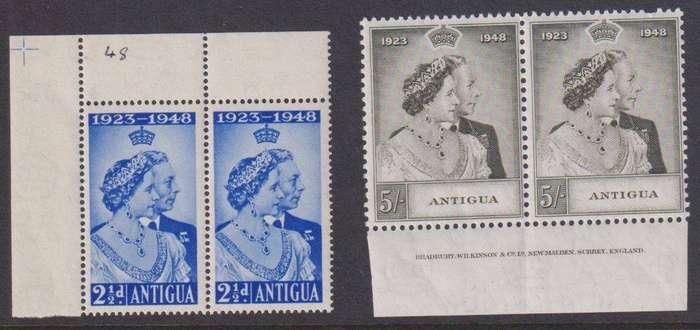 48
1923-1948 1923-1948
2½d ANTIGUA 2½d ANTIGUA
1923 1948 1923 1948
5/- ANTIGUA 5/- ANTIGUA
BRADBURY, WILKINSON & Cº Lᴰ, NEW MALDEN, SURREY, ENGLAND.